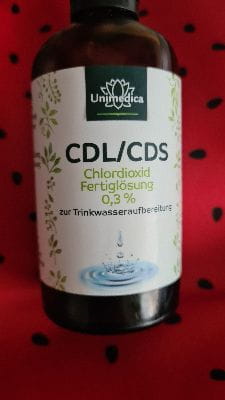 Unimedica
CDL/CDS
Chlordioxid
Fertiglösung
0,3 %
zur Trinkwasseraufbereitung